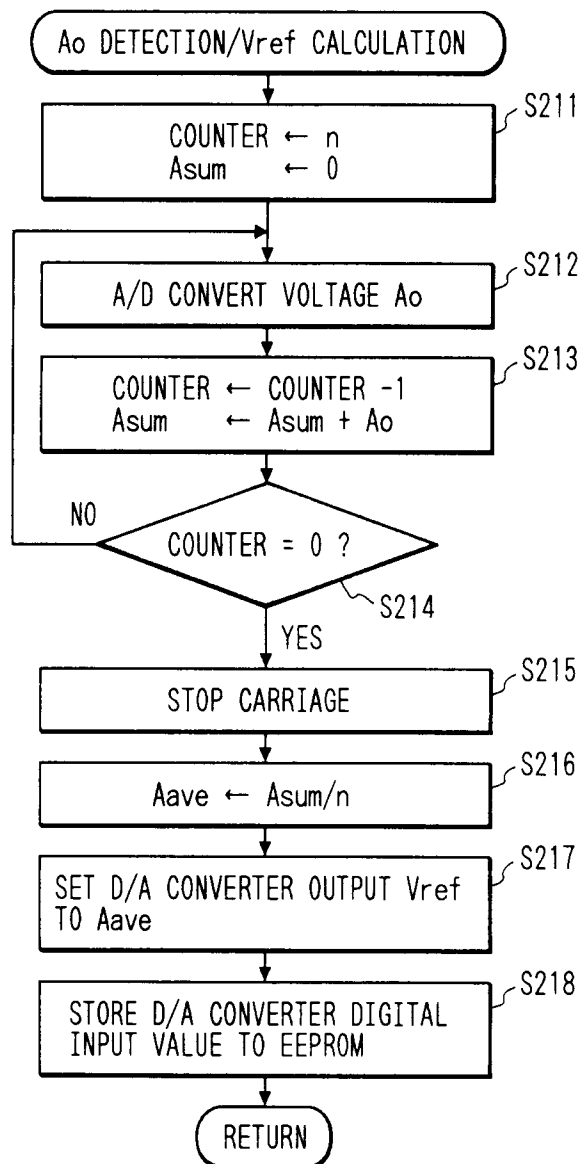 Ao DETECTION/Vref CALCULATION
S211
COUNTER ← n
Asum ← 0
S212
A/D CONVERT VOLTAGE Ao
S213
COUNTER ← COUNTER -1
Asum ← Asum + Ao
NO
COUNTER = 0 ?
S214
YES
S215
STOP CARRIAGE
S216
Aave ← Asum/n
S217
SET D/A CONVERTER OUTPUT Vref
TO Aave
S218
STORE D/A CONVERTER DIGITAL
INPUT VALUE TO EEPROM
RETURN